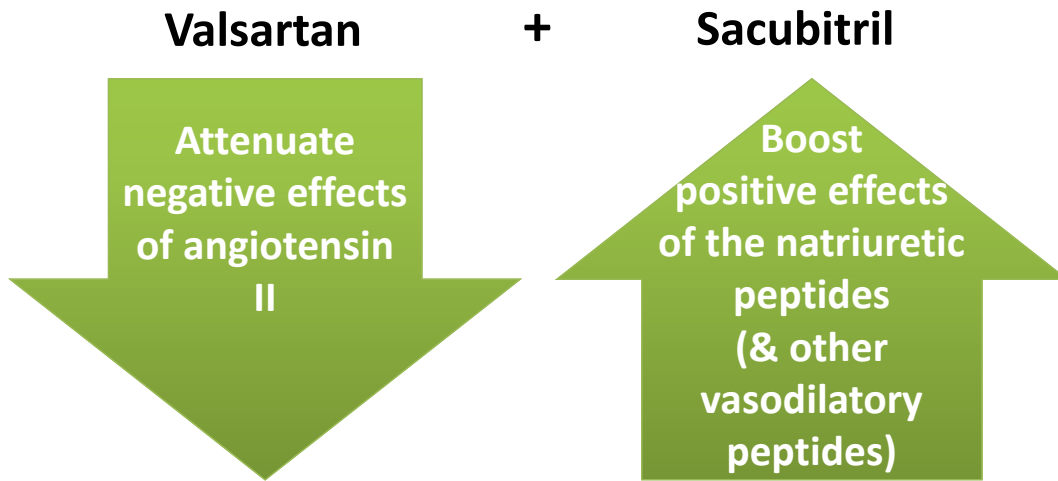 Valsartan + Sacubitril
Attenuate
negative effects
of angiotensin
II
Boost
positive effects
of the natriuretic
peptides
(& other
vasodilatory
peptides)